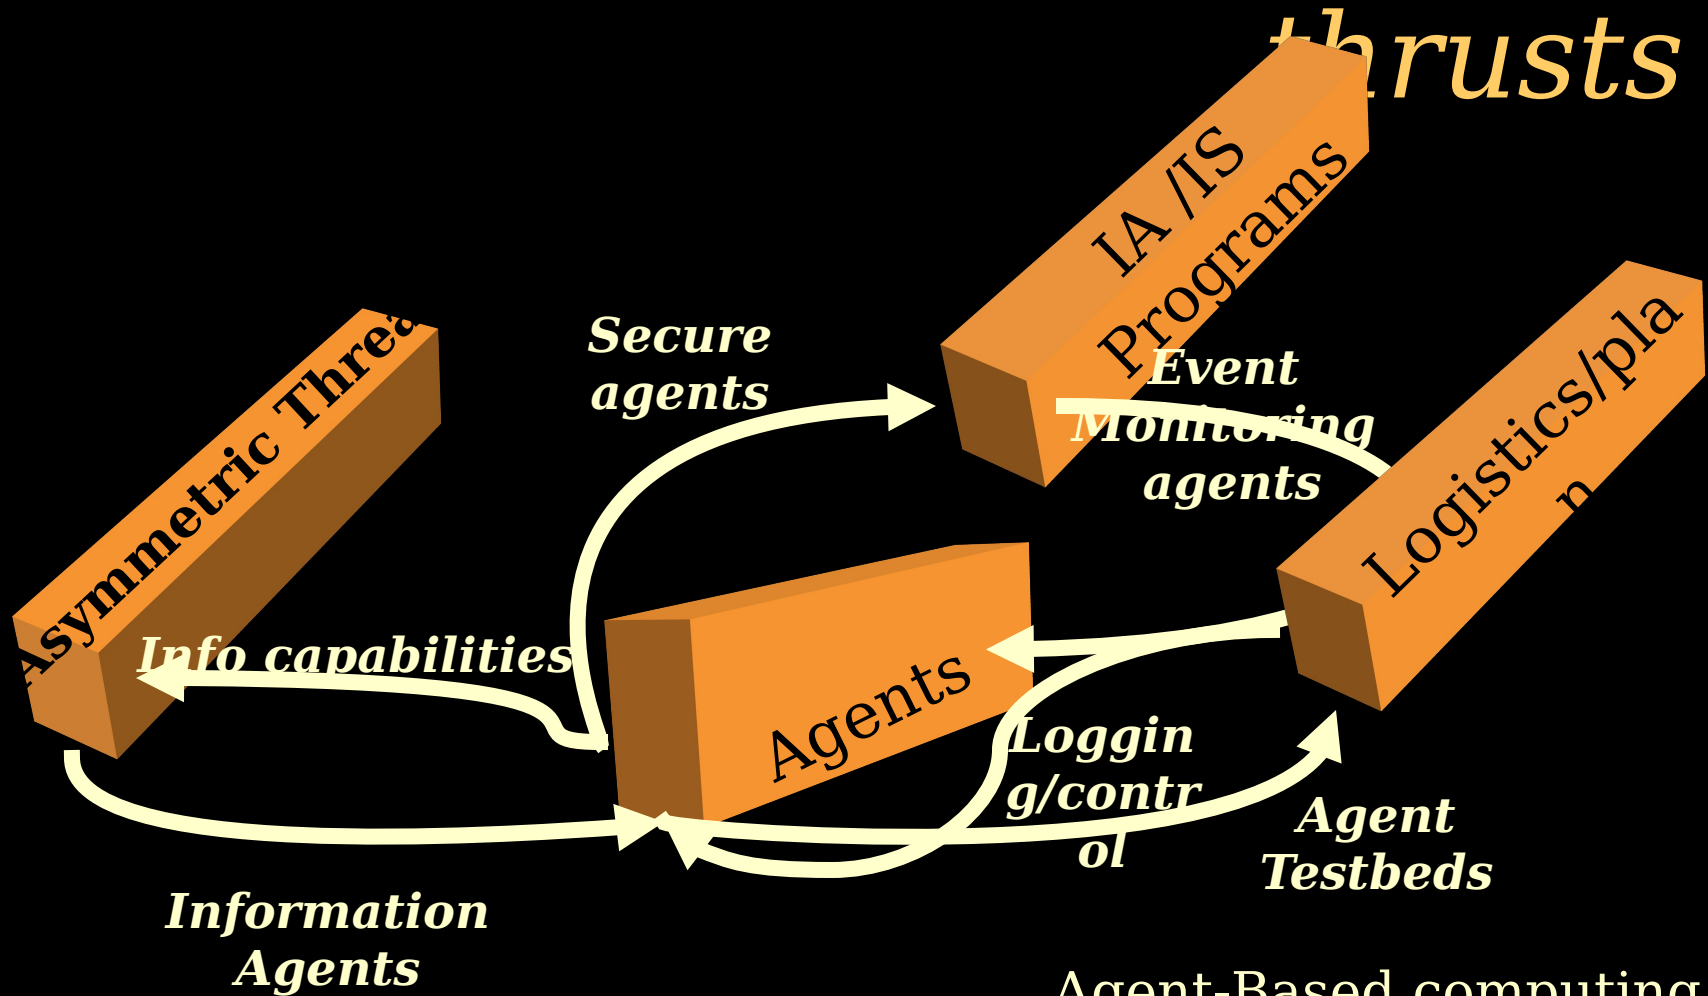 thrusts
IA /IS
Programs
Asymmetric Threa
Secure
agents
Event
Monitoring
agents
Logistics/pla
n
Info capabilities
Agents
Loggin
g/contr
ol
Agent
Testbeds
Information
Agents
Agent-Based computing